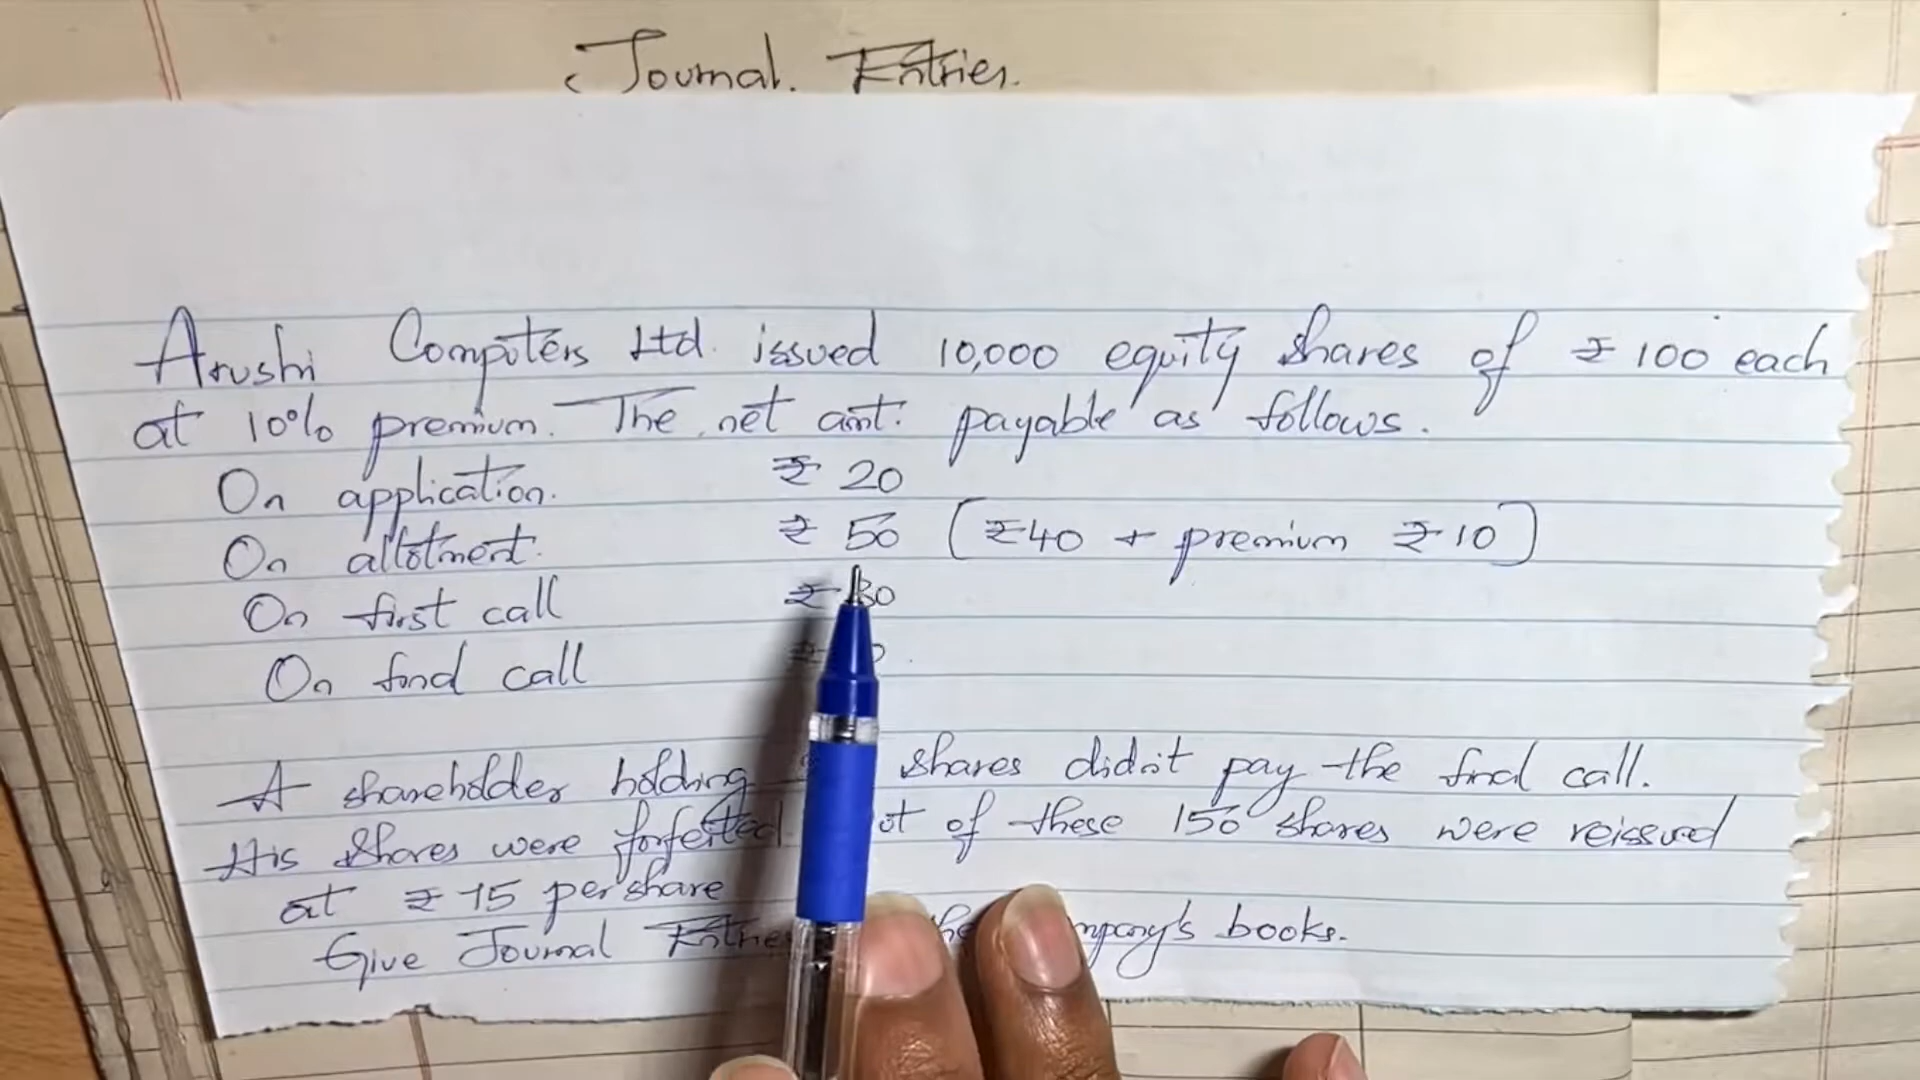 Journal. Entries.
Arushi Computers Ltd. issued 10,000 equity shares of ₹ 100 each
at 10% premium. The net amt: payable as follows.
On application. ₹ 20
On allotment. ₹ 50 [₹40 + premium ₹10]
On first call ₹ 30
On final call ₹
A shareholder holding shares didn't pay the final call.
His shares were forfeited of these 150 shares were reissued
at ₹ 75 per share
Give Journal Entries books.